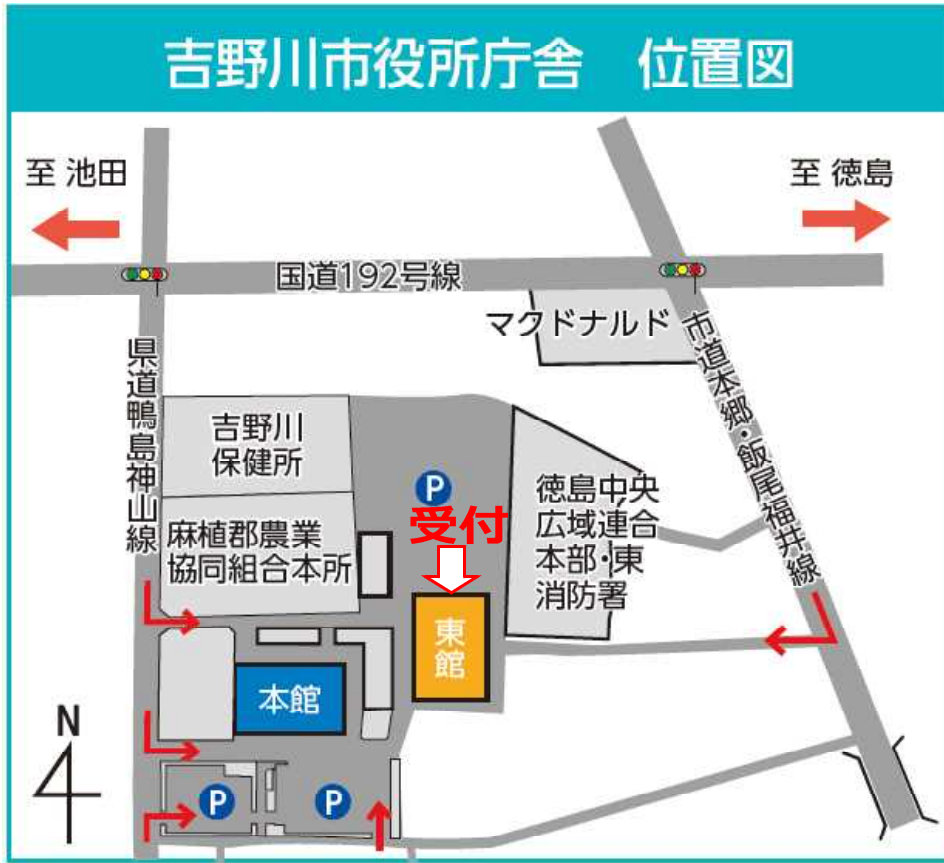 吉野川市役所庁舎　位置図
至 池田
至 徳島
国道192号線
マクドナルド
県道鴨島神山線
市道本郷・飯尾福井線
吉野川
保健所
P
受付
徳島中央
広域連合
本部・東
消防署
麻植郡農業
協同組合本所
東館
本館
N
P
P